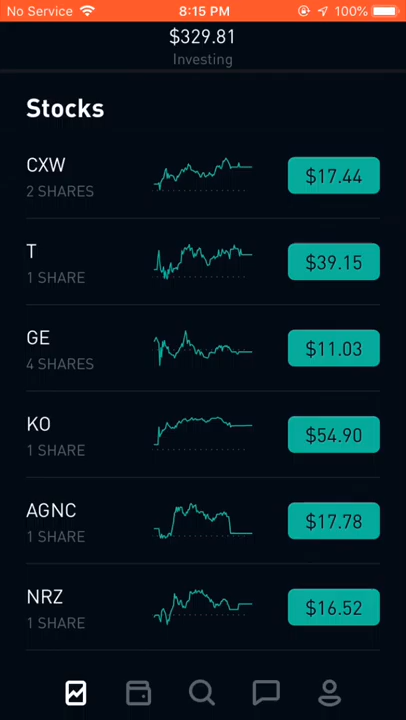 No Service 8:15 PM 100%
$329.81
Investing
Stocks
CXW $17.44
2 SHARES
T $39.15
1 SHARE
GE $11.03
4 SHARES
KO $54.90
1 SHARE
AGNC $17.78
1 SHARE
NRZ $16.52
1 SHARE